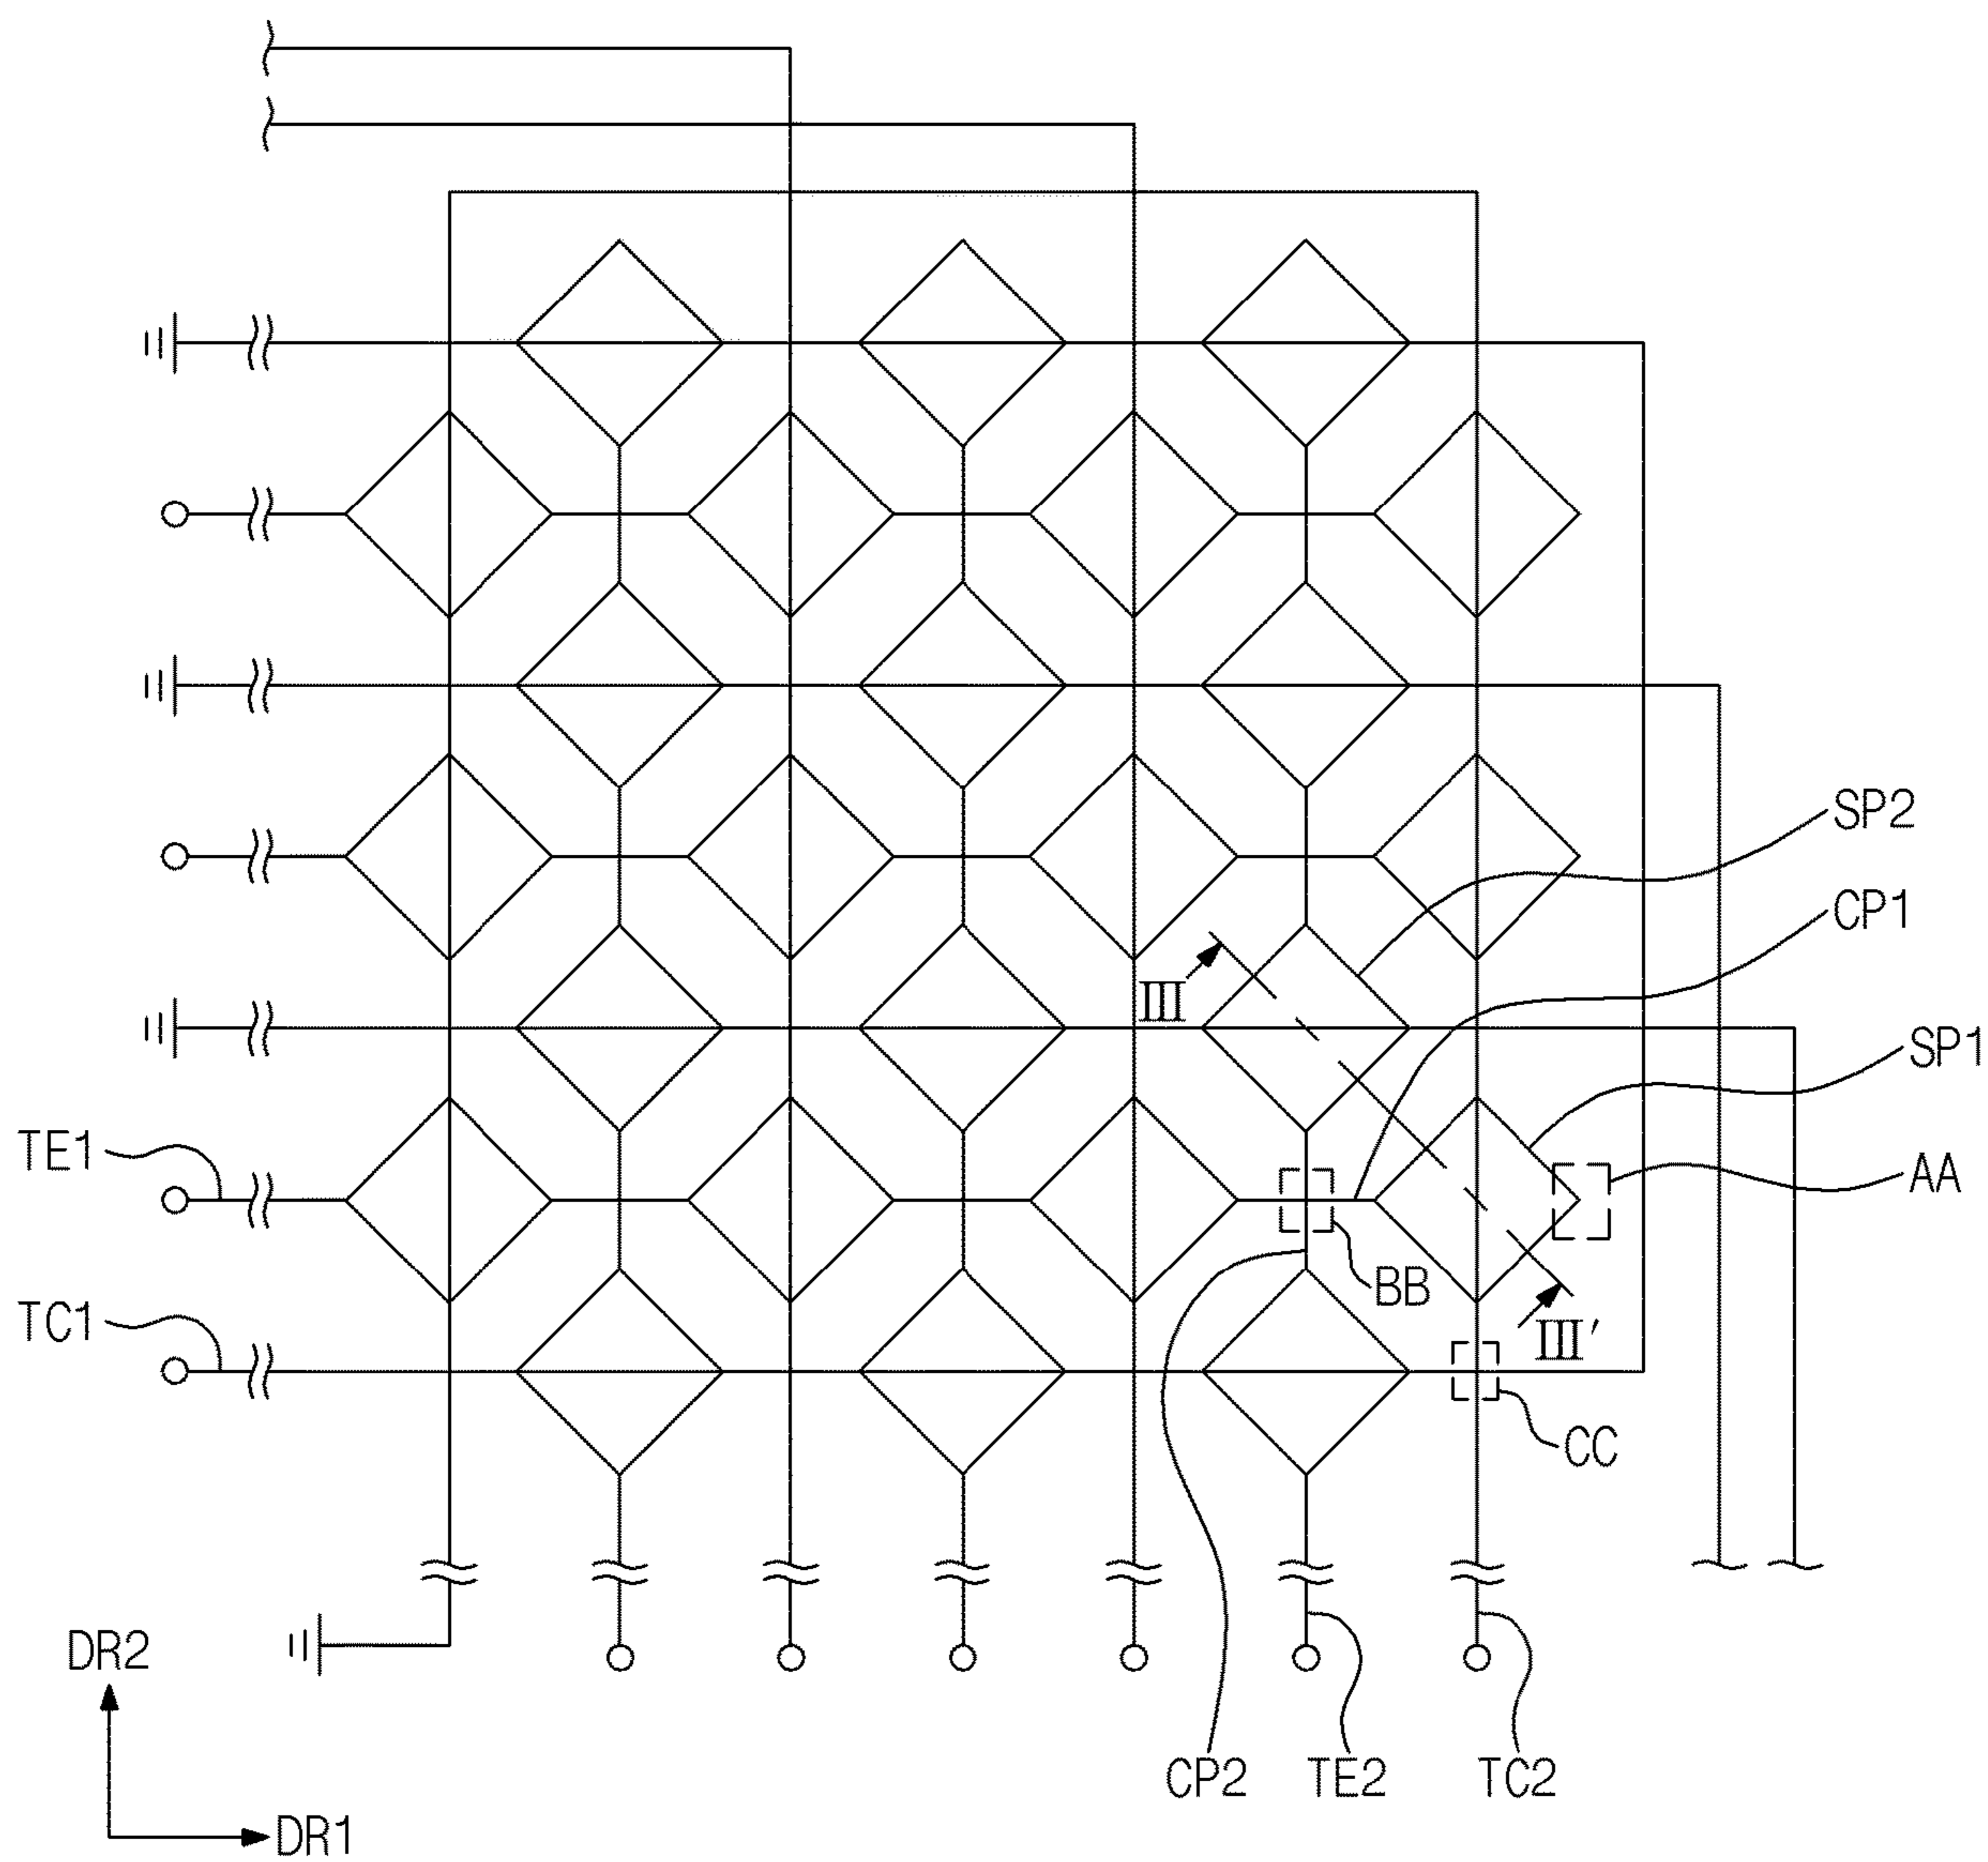 SP2
CP1
III
SP1
TE1
AA
BB
TC1
III'
CC
DR2
CP2
TE2
TC2
DR1